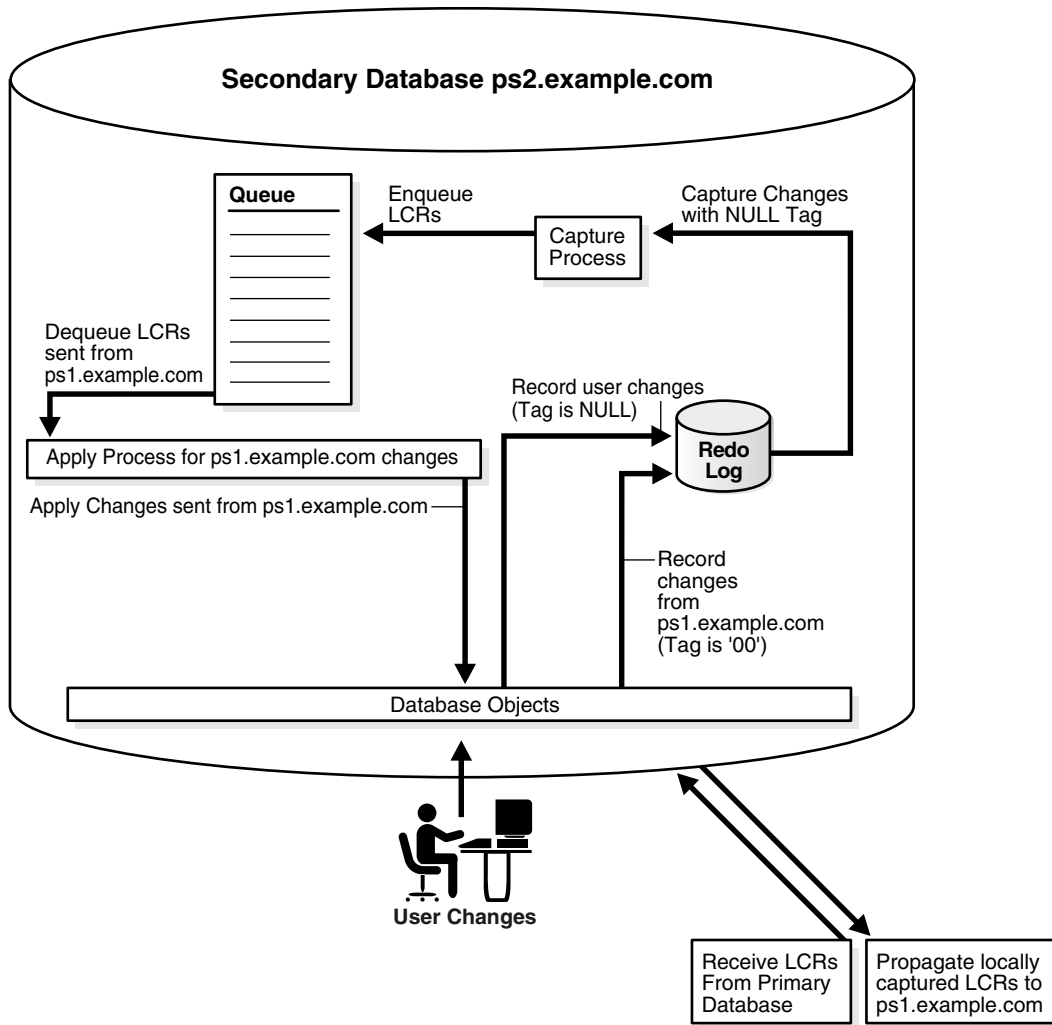 Secondary Database ps2.example.com
Queue
Enqueue
LCRs
Capture
Process
Capture Changes
with NULL Tag
Dequeue LCRs
sent from
ps1.example.com
Record user changes
(Tag is NULL)
Redo
Log
Apply Process for ps1.example.com changes
Apply Changes sent from ps1.example.com
Record
changes
from
ps1.example.com
(Tag is '00')
Database Objects
User Changes
Receive LCRs
From Primary
Database
Propagate locally
captured LCRs to
ps1.example.com